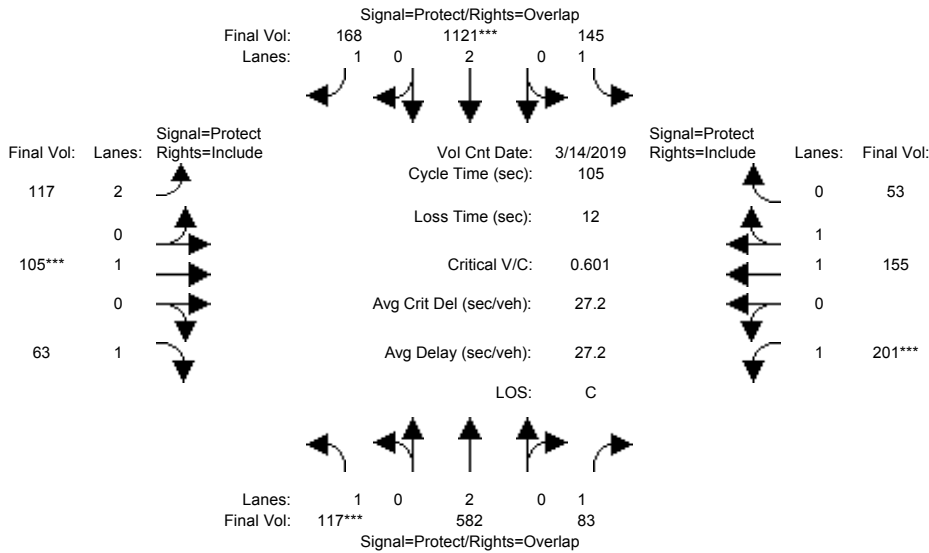 Signal=Protect/Rights=Overlap
Final Vol: 168 1121*** 145
Lanes: 1 0 2 0 1
Signal=Protect
Final Vol: Lanes: Rights=Include
Vol Cnt Date: 3/14/2019
Signal=Protect
Rights=Include Lanes: Final Vol:
Cycle Time (sec): 105
117 2
0 53
Loss Time (sec): 12
0
1
105*** 1
Critical V/C: 0.601
1 155
0
Avg Crit Del (sec/veh): 27.2
0
63 1
Avg Delay (sec/veh): 27.2
1 201***
LOS: C
Lanes: 1 0 2 0 1
Final Vol: 117*** 582 83
Signal=Protect/Rights=Overlap